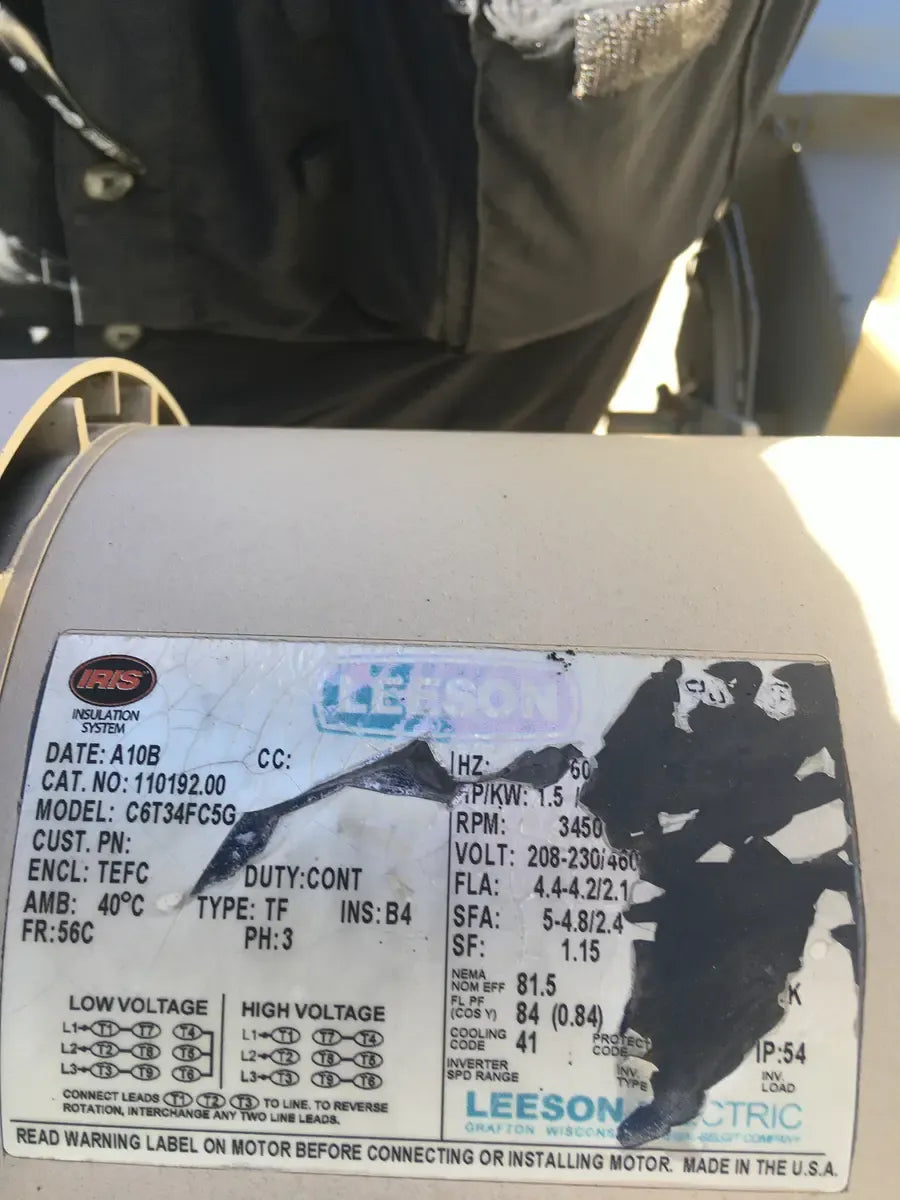 IRIS
INSULATION
SYSTEM
LEESON
DATE: A10B CC:
CAT. NO: 110192.00
MODEL: C6T34FC5G
CUST. PN:
ENCL: TEFC DUTY:CONT
AMB: 40°C TYPE: TF INS: B4
FR:56C PH:3
HZ: 60
HP/KW: 1.5 /
RPM: 3450
VOLT: 208-230/460
FLA: 4.4-4.2/2.1
SFA: 5-4.8/2.4
SF: 1.15
NEMA
NOM EFF 81.5
FL PF
(COS Y) 84 (0.84)
COOLING
CODE 41
PROTECT
CODE
K
IP:54
INVERTER
SPD RANGE
INV.
TYPE
INV.
LOAD
LOW VOLTAGE
L1 T1 T7 T4
L2 T2 T8 T5
L3 T3 T9 T6
HIGH VOLTAGE
L1 T1 T7 T4
L2 T2 T8 T5
L3 T3 T9 T6
CONNECT LEADS T1 T2 T3 TO LINE. TO REVERSE
ROTATION, INTERCHANGE ANY TWO LINE LEADS.
LEESON CTRIC
GRAFTON WISCONS
COMPANY
READ WARNING LABEL ON MOTOR BEFORE CONNECTING OR INSTALLING MOTOR. MADE IN THE U.S.A.